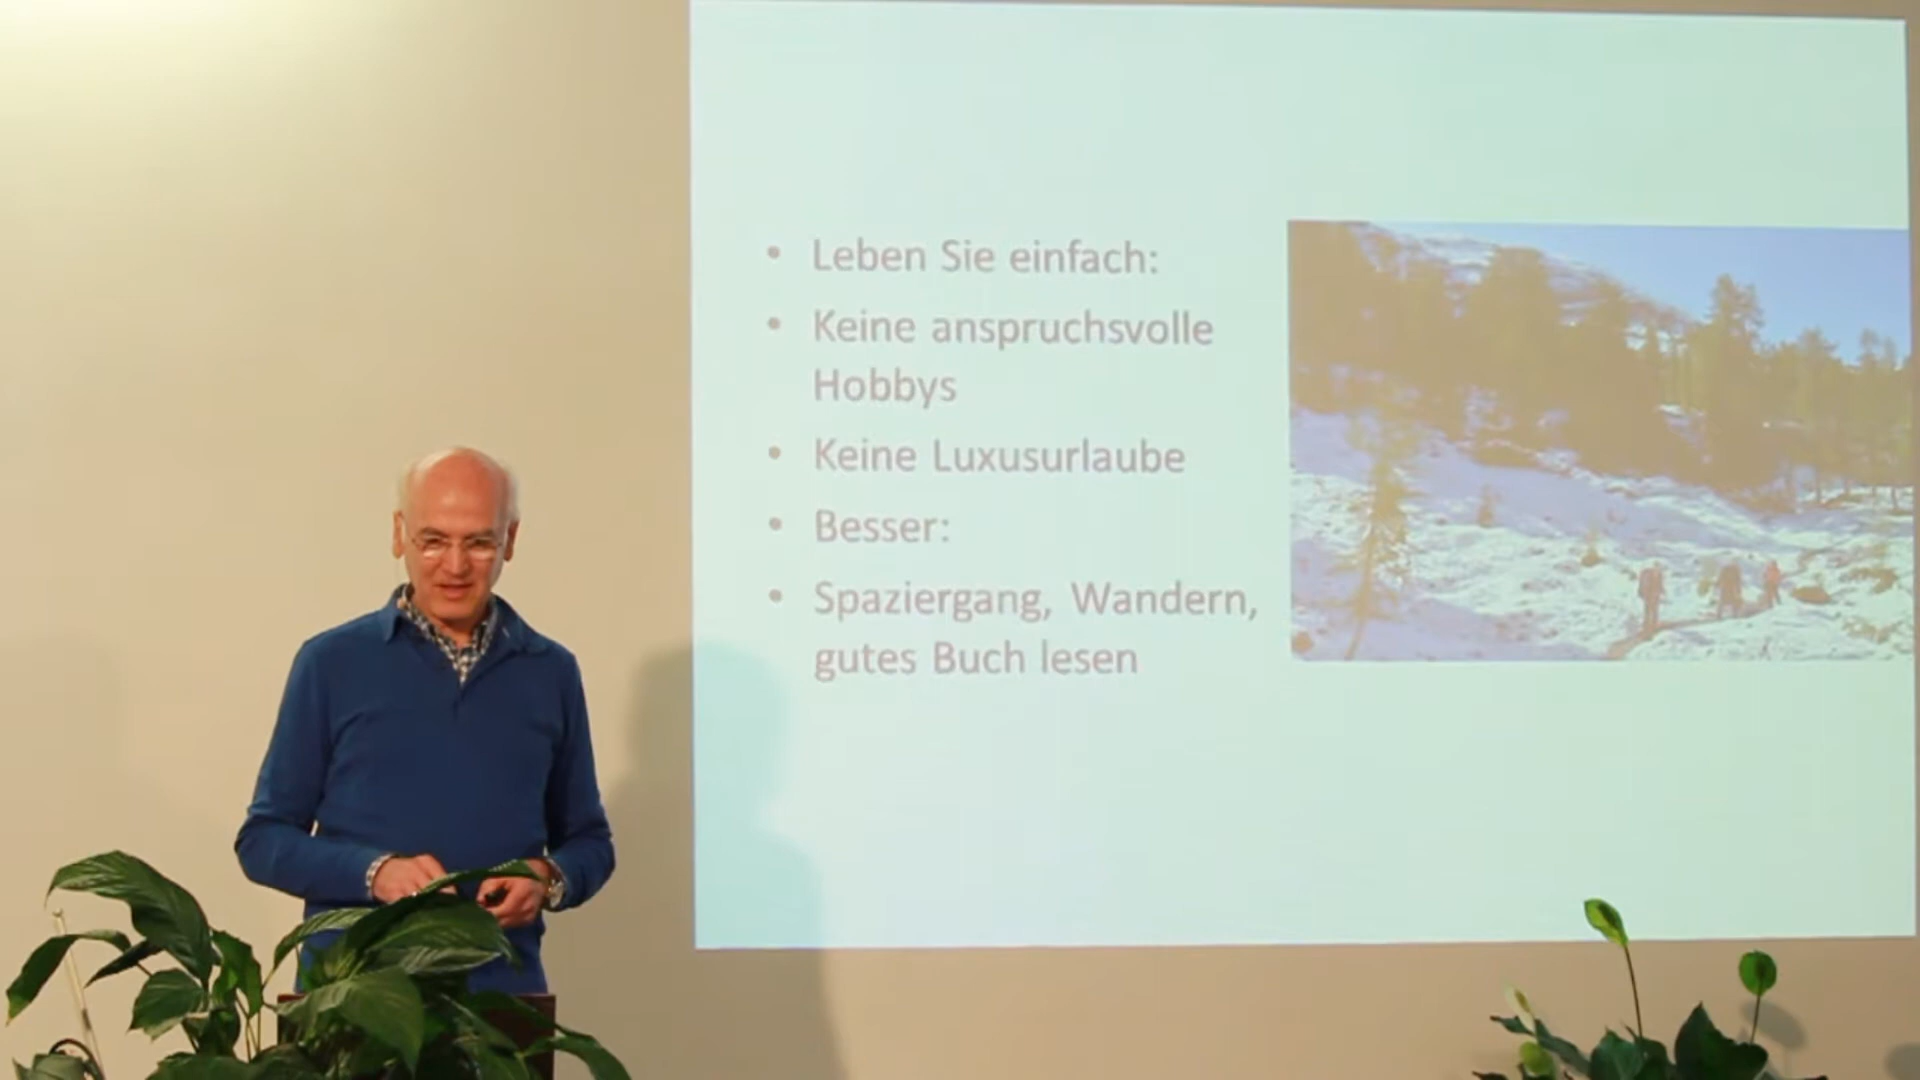 • Leben Sie einfach:
• Keine anspruchsvolle
Hobbys
• Keine Luxusurlaube
• Besser:
• Spaziergang, Wandern,
gutes Buch lesen